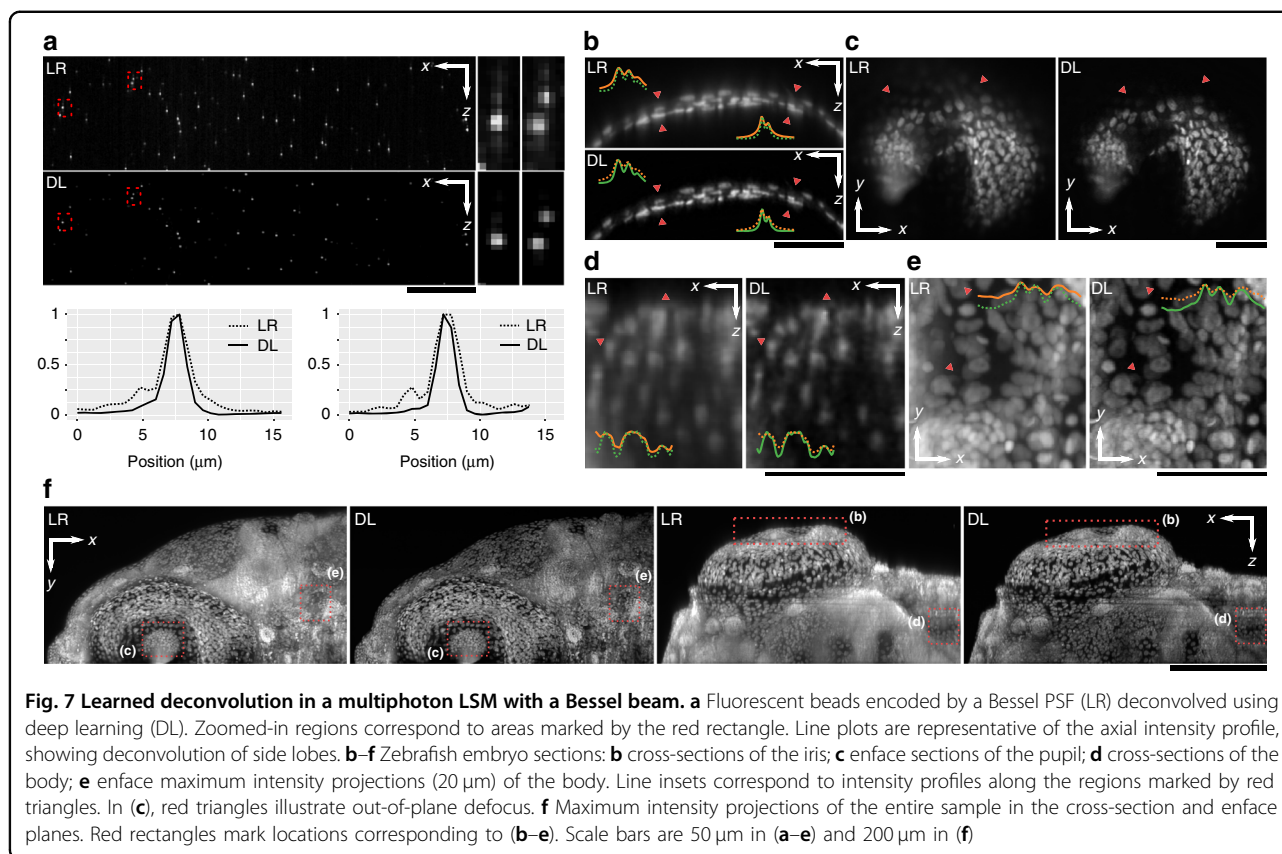 a
LR
x
z
DL
x
z
1
0.5
0
LR
DL
0
5
10
15
Position (μm)
1
0.5
0
LR
DL
0
5
10
15
Position (μm)
b
LR
x
z
DL
x
z
c
LR
y
x
DL
d
LR
x
z
DL
x
z
e
LR
y
x
DL
y
x
f
LR
x
y
(e)
(c)
DL
(e)
(c)
LR
(b)
(d)
DL
(b)
x
z
(d)
Fig. 7 Learned deconvolution in a multiphoton LSM with a Bessel beam. a Fluorescent beads encoded by a Bessel PSF (LR) deconvolved using
deep learning (DL). Zoomed-in regions correspond to areas marked by the red rectangle. Line plots are representative of the axial intensity profile,
showing deconvolution of side lobes. b–f Zebrafish embryo sections: b cross-sections of the iris; c enface sections of the pupil; d cross-sections of the
body; e enface maximum intensity projections (20 μm) of the body. Line insets correspond to intensity profiles along the regions marked by red
triangles. In (c), red triangles illustrate out-of-plane defocus. f Maximum intensity projections of the entire sample in the cross-section and enface
planes. Red rectangles mark locations corresponding to (b–e). Scale bars are 50 μm in (a–e) and 200 μm in (f)